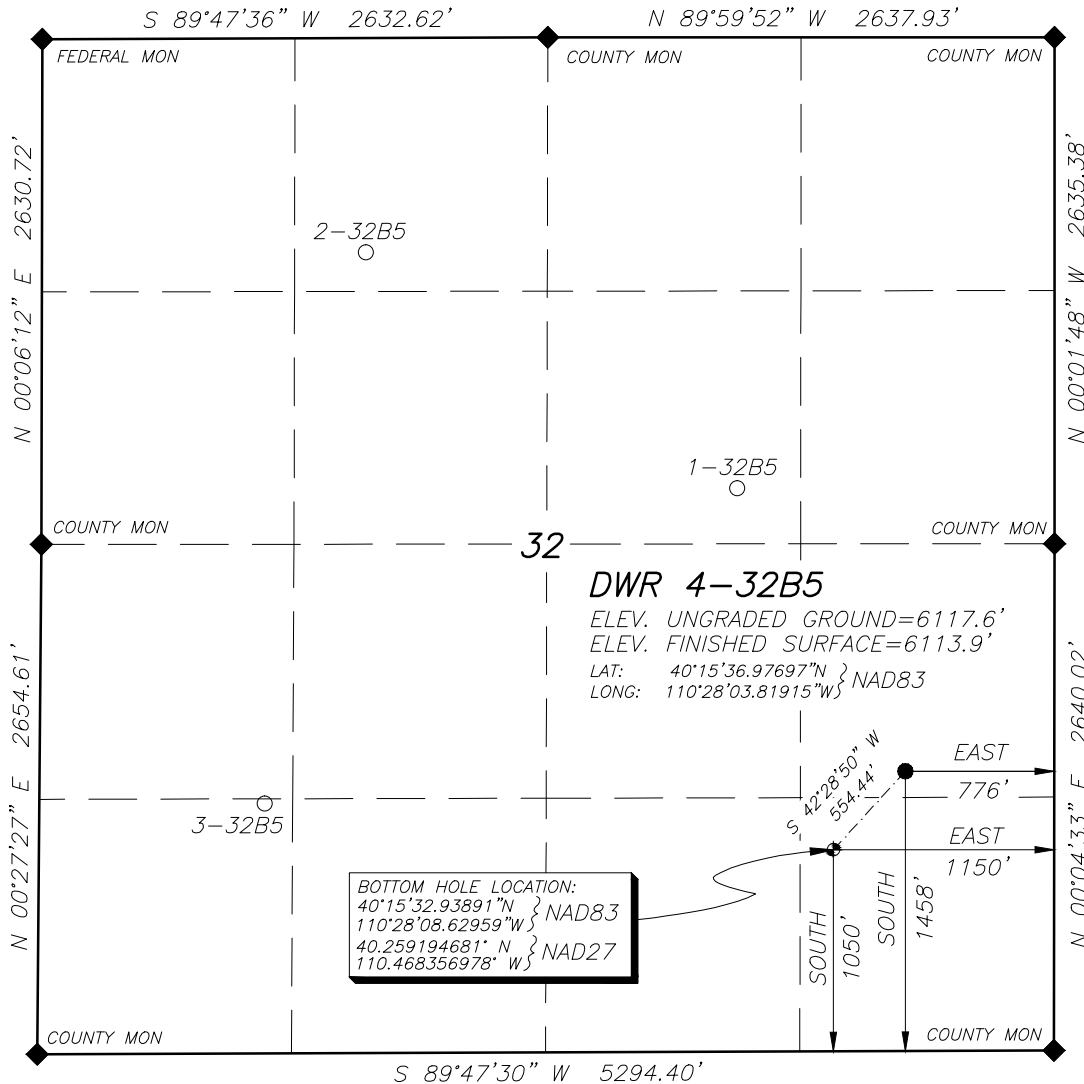 S 89°47'36" W 2632.62'
N 89°59'52" W 2637.93'
FEDERAL MON
COUNTY MON
COUNTY MON
N 00°06'12" E 2630.72'
N 00°01'48" W 2635.38'
2-32B5
1-32B5
COUNTY MON
COUNTY MON
32
DWR 4-32B5
ELEV. UNGRADED GROUND=6117.6'
ELEV. FINISHED SURFACE=6113.9'
LAT: 40°15'36.97697"N
LONG: 110°28'03.81915"W
NAD83
N 00°27'27" E 2654.61'
N 00°04'33" E 2640.02'
S 42°28'50" W
554.44'
EAST
776'
3-32B5
EAST
1150'
BOTTOM HOLE LOCATION:
40°15'32.93891"N
110°28'08.62959"W
NAD83
40.259194681° N
110.468356978° W
NAD27
SOUTH
1050'
SOUTH
1458'
COUNTY MON
COUNTY MON
S 89°47'30" W 5294.40'